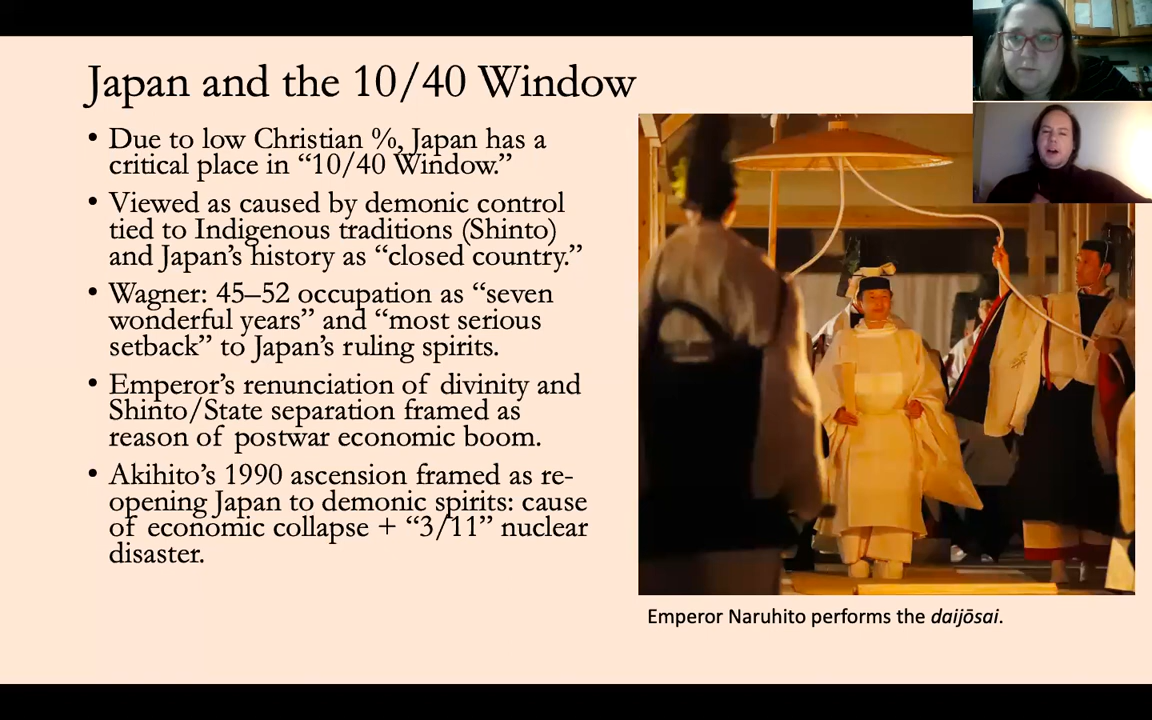 Japan and the 10/40 Window
• Due to low Christian %, Japan has a
critical place in “10/40 Window.”
• Viewed as caused by demonic control
tied to Indigenous traditions (Shinto)
and Japan’s history as “closed country.”
• Wagner: 45–52 occupation as “seven
wonderful years” and “most serious
setback” to Japan’s ruling spirits.
• Emperor’s renunciation of divinity and
Shinto/State separation framed as
reason of postwar economic boom.
• Akihito’s 1990 ascension framed as re-
opening Japan to demonic spirits: cause
of economic collapse + “3/11” nuclear
disaster.
Emperor Naruhito performs the daijōsai.